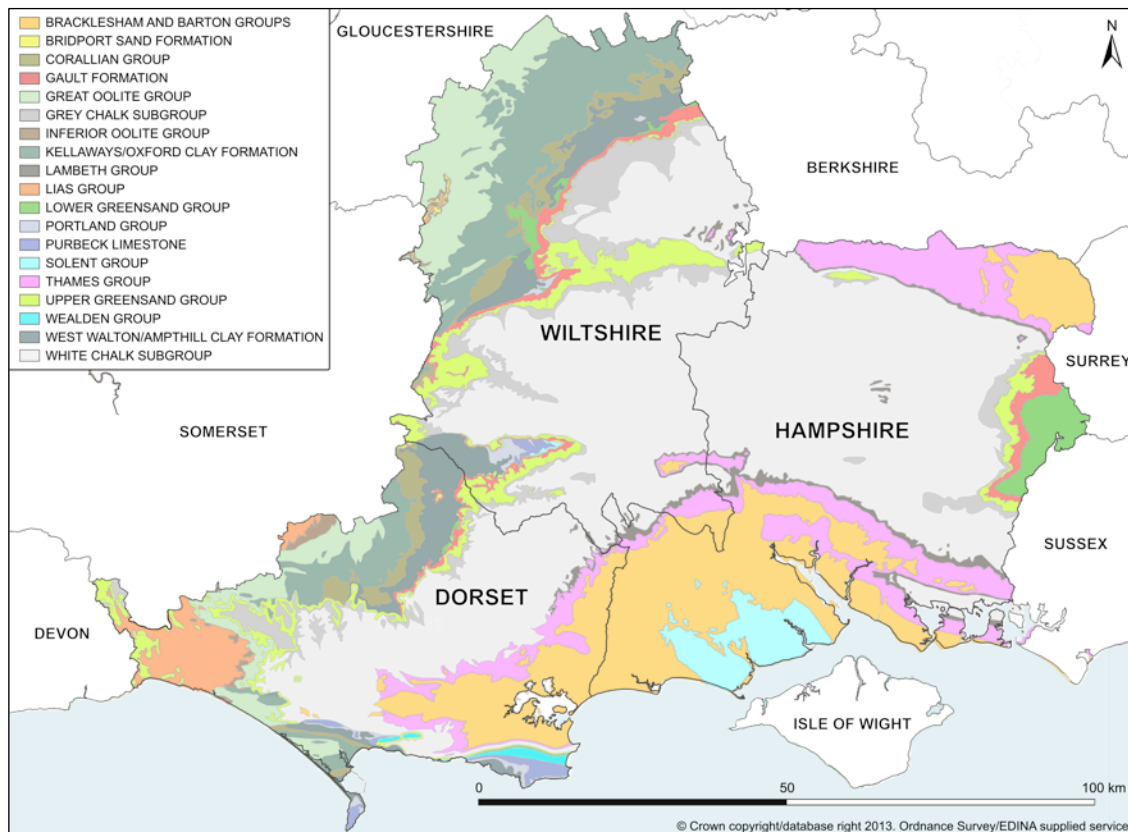 BRACKLESHAM AND BARTON GROUPS
BRIDPORT SAND FORMATION
CORALLIAN GROUP
GAULT FORMATION
GREAT OOLITE GROUP
GREY CHALK SUBGROUP
INFERIOR OOLITE GROUP
KELLAWAYS/OXFORD CLAY FORMATION
LAMBETH GROUP
LIAS GROUP
LOWER GREENSAND GROUP
PORTLAND GROUP
PURBECK LIMESTONE
SOLENT GROUP
THAMES GROUP
UPPER GREENSAND GROUP
WEALDEN GROUP
WEST WALTON/AMPTHILL CLAY FORMATION
WHITE CHALK SUBGROUP
GLOUCESTERSHIRE
N
BERKSHIRE
WILTSHIRE
SURREY
SOMERSET
HAMPSHIRE
SUSSEX
DORSET
DEVON
ISLE OF WIGHT
0 50 100 km
© Crown copyright/database right 2013. Ordnance Survey/EDINA supplied service